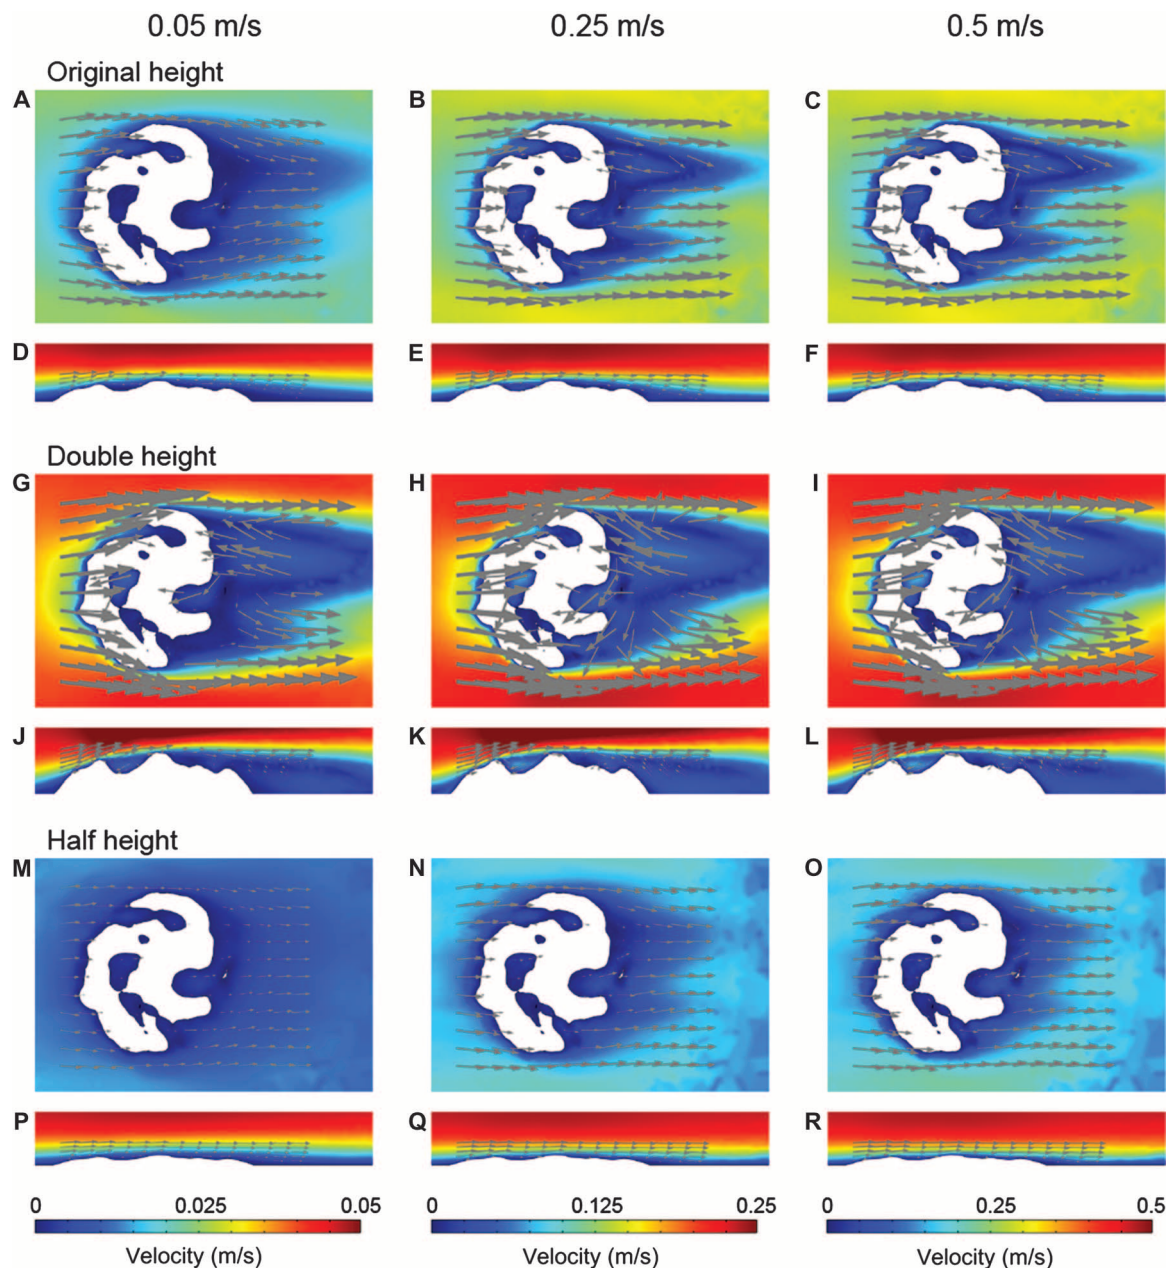 0.05 m/s 0.25 m/s 0.5 m/s
Original height
A B C
D E F
Double height
G H I
J K L
Half height
M N O
P Q R
0 0.025 0.05 0 0.125 0.25 0 0.25 0.5
Velocity (m/s) Velocity (m/s) Velocity (m/s)